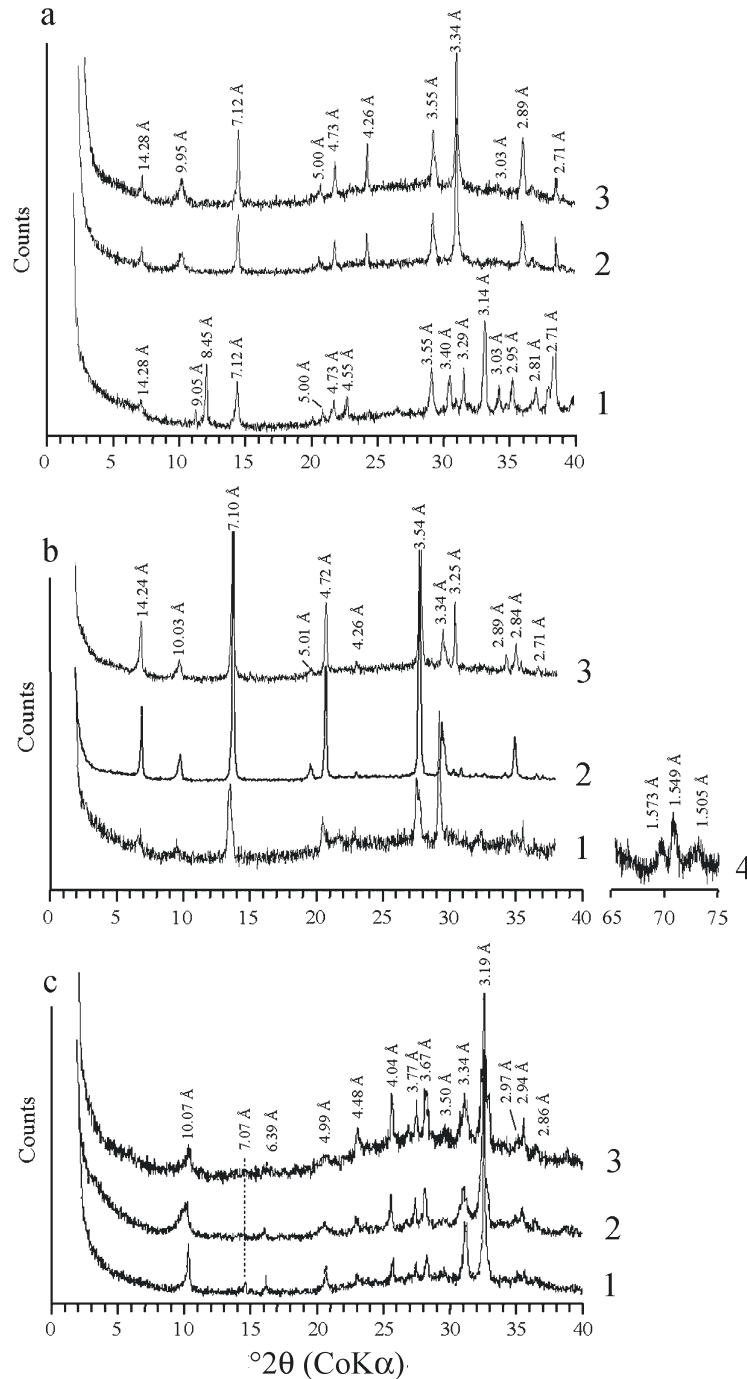 a
Counts
14.28 Å
9.95 Å
7.12 Å
5.00 Å
4.73 Å
4.26 Å
3.55 Å
3.34 Å
3.03 Å
2.89 Å
2.71 Å
3
2
14.28 Å
9.05 Å
8.45 Å
7.12 Å
5.00 Å
4.73 Å
4.55 Å
3.55 Å
3.40 Å
3.29 Å
3.14 Å
3.03 Å
2.95 Å
2.81 Å
2.71 Å
1
0 5 10 15 20 25 30 35 40
b
Counts
14.24 Å
10.03 Å
7.10 Å
5.01 Å
4.72 Å
4.26 Å
3.54 Å
3.34 Å
3.25 Å
2.89 Å
2.84 Å
2.71 Å
3
2
1
1.573 Å
1.549 Å
1.505 Å
4
0 5 10 15 20 25 30 35 40
65 70 75
c
Counts
10.07 Å
7.07 Å
6.39 Å
4.99 Å
4.48 Å
4.04 Å
3.77 Å
3.67 Å
3.50 Å
3.34 Å
3.19 Å
2.97 Å
2.94 Å
2.86 Å
3
2
1
0 5 10 15 20 25 30 35 40
°2θ (CoKα)